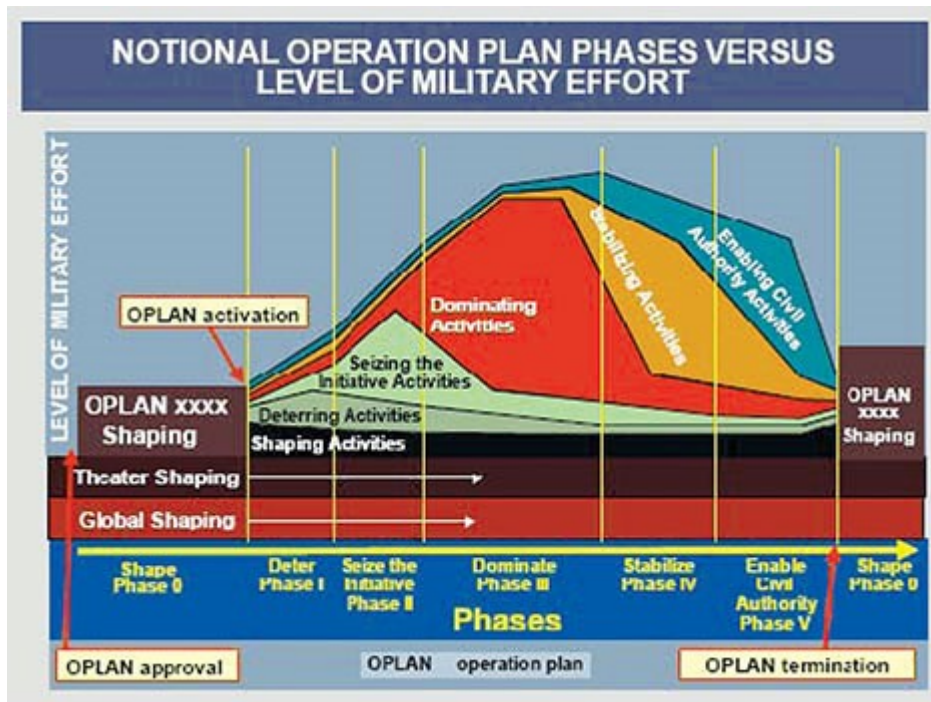 NOTIONAL OPERATION PLAN PHASES VERSUS
LEVEL OF MILITARY EFFORT
LEVEL OF MILITARY EFFORT
OPLAN activation
Dominating
Activities
Stabilizing Activities
Enabling Civil
Authority Activities
Seizing the
Initiative Activities
OPLAN xxxx
Shaping
Deterring Activities
Shaping Activities
OPLAN
xxxx
Shaping
Theater Shaping
Global Shaping
Shape
Phase 0
Deter
Phase I
Seize the
Initiative
Phase II
Dominate
Phase III
Stabilize
Phase IV
Enable
Civil
Authority
Phase V
Shape
Phase 0
Phases
OPLAN approval
OPLAN operation plan
OPLAN termination